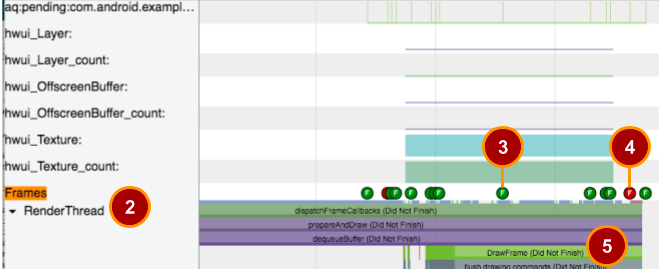 aq:pending:com.android.exampl...
hwui_Layer:
hwui_Layer_count:
hwui_OffscreenBuffer:
hwui_OffscreenBuffer_count:
hwui_Texture:
3
4
hwui_Texture_count:
Frames
F F F F F F F F F
2
RenderThread
dispatchFrameCallbacks (Did Not Finish)
prepareAndDraw (Did Not Finish)
dequeueBuffer (Did Not Finish)
5
DrawFrame (Did Not Finish)
flush drawing commands (Did Not Finish)